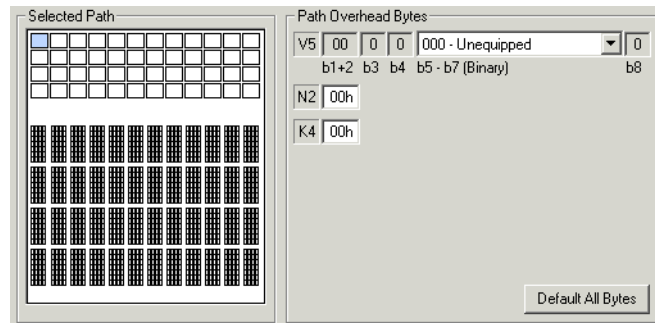 Selected Path
Path Overhead Bytes
V5 00 0 0 000 - Unequipped 0
b1+2 b3 b4 b5 - b7 (Binary) b8
N2 00h
K4 00h
Default All Bytes